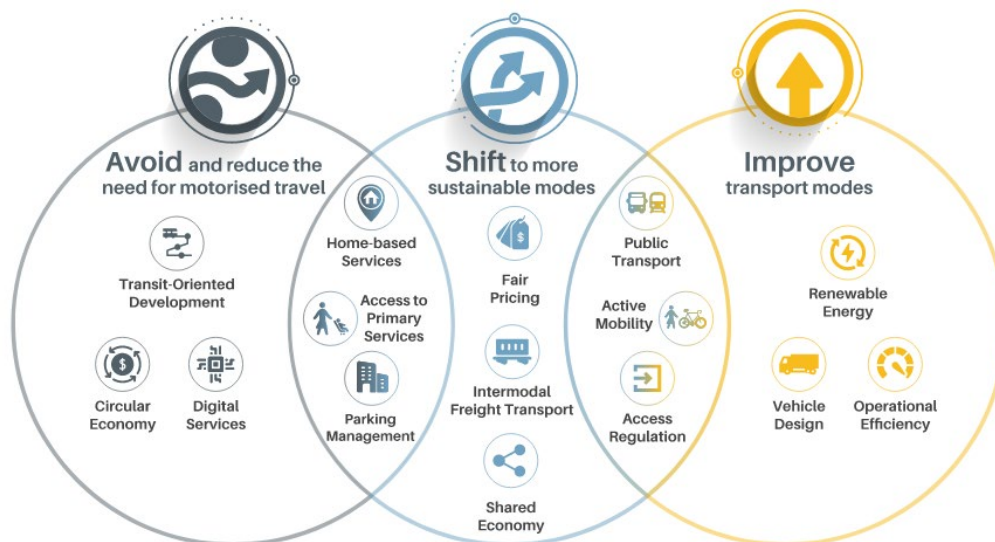 Avoid and reduce the
need for motorised travel
Shift to more
sustainable modes
Improve
transport modes
Transit-Oriented
Development
Circular
Economy
Digital
Services
Home-based
Services
Access to
Primary
Services
Parking
Management
Fair
Pricing
Intermodal
Freight Transport
Shared
Economy
Public
Transport
Active
Mobility
Access
Regulation
Renewable
Energy
Vehicle
Design
Operational
Efficiency